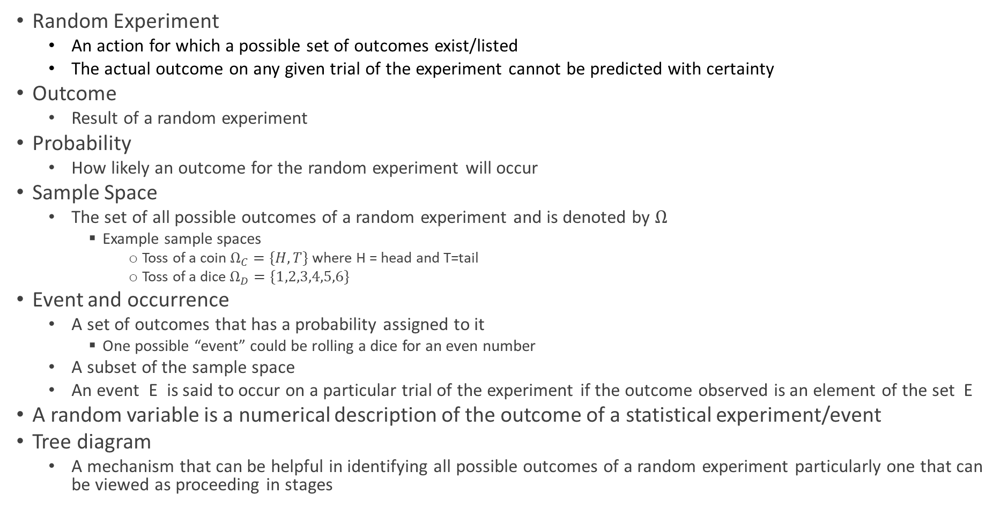 • Random Experiment
• An action for which a possible set of outcomes exist/listed
• The actual outcome on any given trial of the experiment cannot be predicted with certainty
• Outcome
• Result of a random experiment
• Probability
• How likely an outcome for the random experiment will occur
• Sample Space
• The set of all possible outcomes of a random experiment and is denoted by Ω
▪ Example sample spaces
○ Toss of a coin Ω_C = {H, T} where H = head and T=tail
○ Toss of a dice Ω_D = {1,2,3,4,5,6}
• Event and occurrence
• A set of outcomes that has a probability assigned to it
▪ One possible “event” could be rolling a dice for an even number
• A subset of the sample space
• An event E is said to occur on a particular trial of the experiment if the outcome observed is an element of the set E
• A random variable is a numerical description of the outcome of a statistical experiment/event
• Tree diagram
• A mechanism that can be helpful in identifying all possible outcomes of a random experiment particularly one that can
be viewed as proceeding in stages